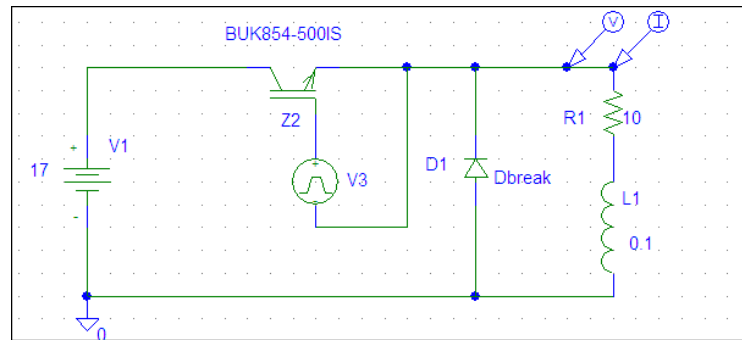 BUK854-500IS
V
I
Z2
R1
10
+
V1
17
-
+
V3
D1
Dbreak
L1
0.1
0